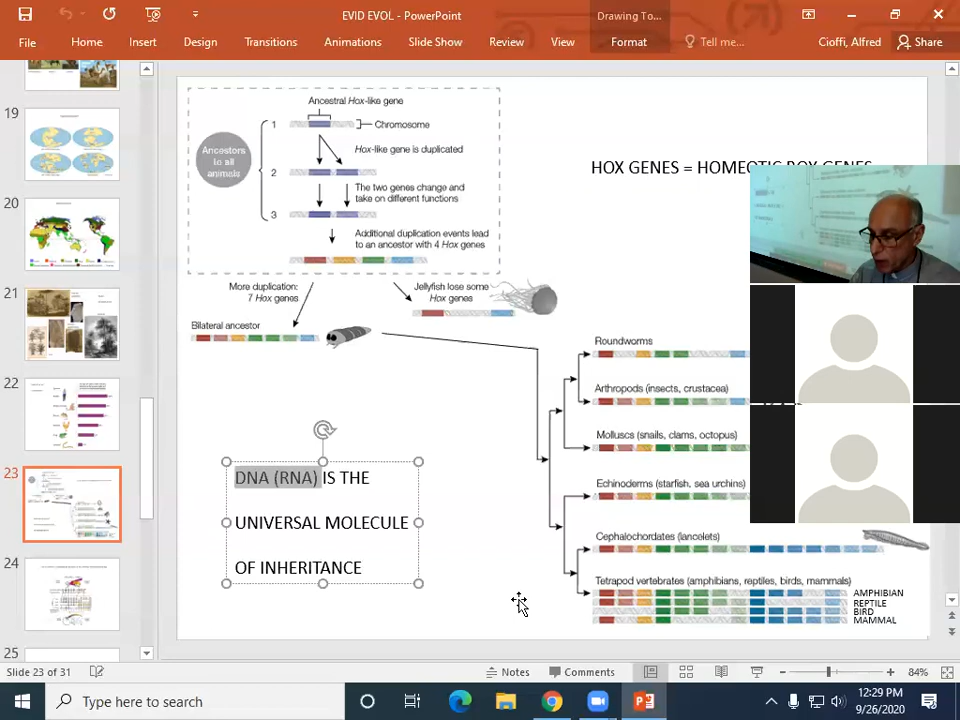 EVID EVOL - PowerPoint
Drawing To...
File
Home
Insert
Design
Transitions
Animations
Slide Show
Review
View
Format
Tell me...
Cioffi, Alfred
Share
19
20
21
22
23
24
25
Ancestors
to all
animals
1
2
3
Ancestral Hox-like gene
Chromosome
Hox-like gene is duplicated
The two genes change and
take on different functions
Additional duplication events lead
to an ancestor with 4 Hox genes
HOX GENES = HOMEOTIC BOX GENES
More duplication:
7 Hox genes
Jellyfish lose some
Hox genes
Bilateral ancestor
Roundworms
Arthropods (insects, crustacea)
Molluscs (snails, clams, octopus)
Echinoderms (starfish, sea urchins)
Cephalochordates (lancelets)
Tetrapod vertebrates (amphibians, reptiles, birds, mammals)
AMPHIBIAN
REPTILE
BIRD
MAMMAL
DNA (RNA) IS THE
UNIVERSAL MOLECULE
OF INHERITANCE
Slide 23 of 31
Notes
Comments
84%
Type here to search
12:29 PM
9/26/2020